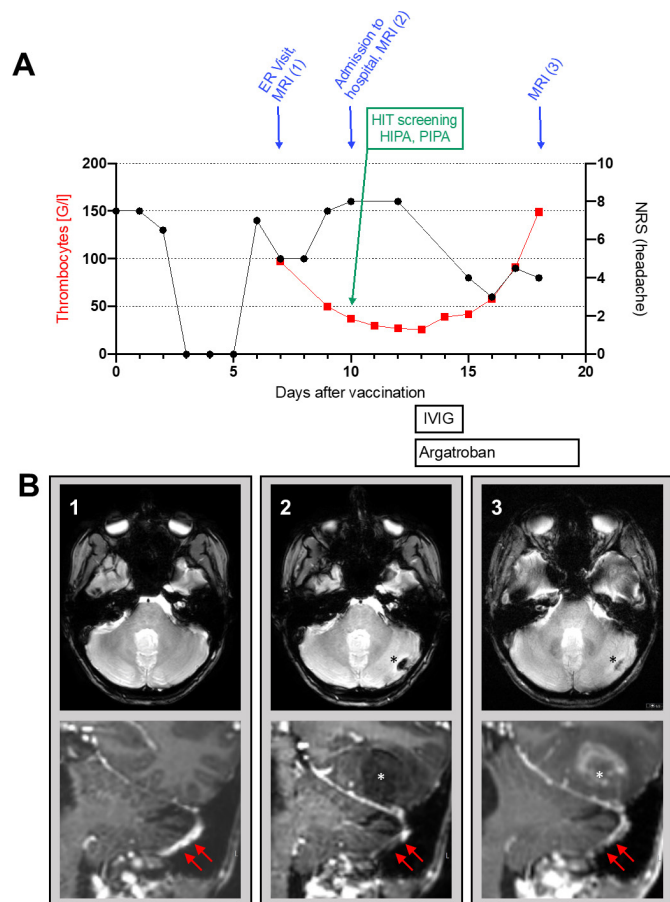 A
ER Visit,
MRI (1)
Admission to
hospital, MRI (2)
MRI (3)
HIT screening
HIPA, PIPA
Thrombocytes [G/l]
200
150
100
50
0
NRS (headache)
10
8
6
4
2
0
0
5
10
15
20
Days after vaccination
IVIG
Argatroban
B
1
2
3
*
*
*
*
L
L
L